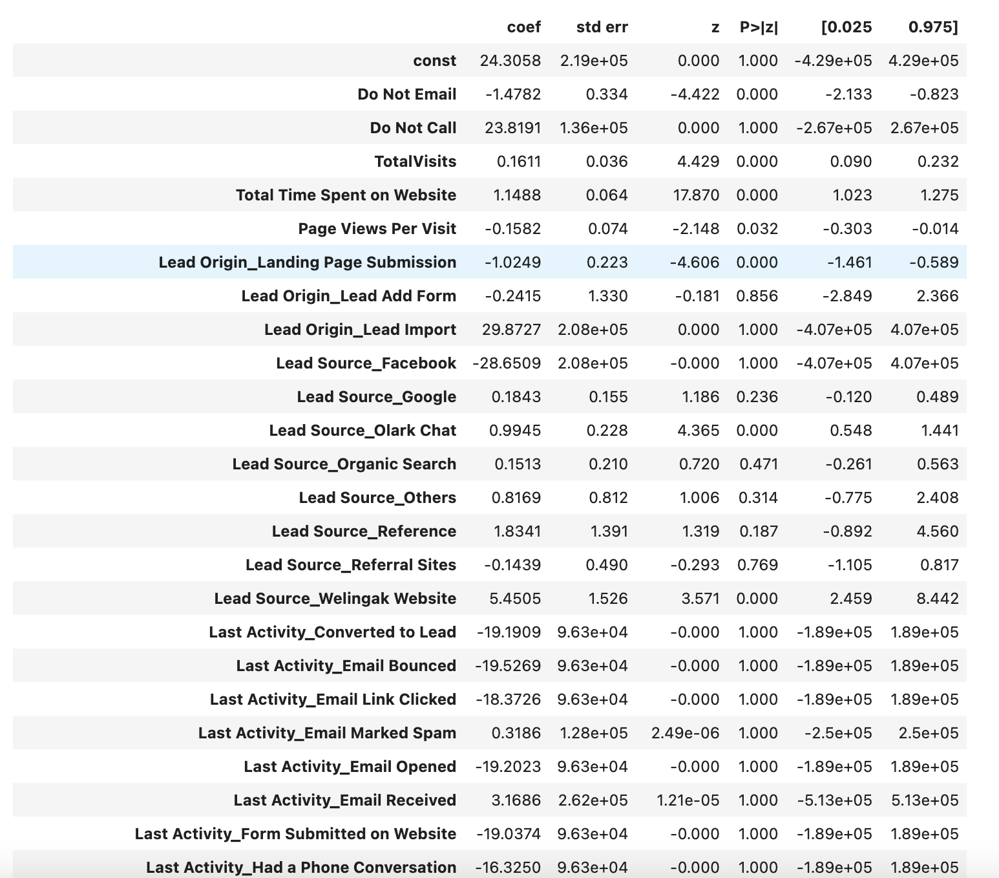 coef std err z P>|z| [0.025 0.975]
const 24.3058 2.19e+05 0.000 1.000 -4.29e+05 4.29e+05
Do Not Email -1.4782 0.334 -4.422 0.000 -2.133 -0.823
Do Not Call 23.8191 1.36e+05 0.000 1.000 -2.67e+05 2.67e+05
TotalVisits 0.1611 0.036 4.429 0.000 0.090 0.232
Total Time Spent on Website 1.1488 0.064 17.870 0.000 1.023 1.275
Page Views Per Visit -0.1582 0.074 -2.148 0.032 -0.303 -0.014
Lead Origin_Landing Page Submission -1.0249 0.223 -4.606 0.000 -1.461 -0.589
Lead Origin_Lead Add Form -0.2415 1.330 -0.181 0.856 -2.849 2.366
Lead Origin_Lead Import 29.8727 2.08e+05 0.000 1.000 -4.07e+05 4.07e+05
Lead Source_Facebook -28.6509 2.08e+05 -0.000 1.000 -4.07e+05 4.07e+05
Lead Source_Google 0.1843 0.155 1.186 0.236 -0.120 0.489
Lead Source_Olark Chat 0.9945 0.228 4.365 0.000 0.548 1.441
Lead Source_Organic Search 0.1513 0.210 0.720 0.471 -0.261 0.563
Lead Source_Others 0.8169 0.812 1.006 0.314 -0.775 2.408
Lead Source_Reference 1.8341 1.391 1.319 0.187 -0.892 4.560
Lead Source_Referral Sites -0.1439 0.490 -0.293 0.769 -1.105 0.817
Lead Source_Welingak Website 5.4505 1.526 3.571 0.000 2.459 8.442
Last Activity_Converted to Lead -19.1909 9.63e+04 -0.000 1.000 -1.89e+05 1.89e+05
Last Activity_Email Bounced -19.5269 9.63e+04 -0.000 1.000 -1.89e+05 1.89e+05
Last Activity_Email Link Clicked -18.3726 9.63e+04 -0.000 1.000 -1.89e+05 1.89e+05
Last Activity_Email Marked Spam 0.3186 1.28e+05 2.49e-06 1.000 -2.5e+05 2.5e+05
Last Activity_Email Opened -19.2023 9.63e+04 -0.000 1.000 -1.89e+05 1.89e+05
Last Activity_Email Received 3.1686 2.62e+05 1.21e-05 1.000 -5.13e+05 5.13e+05
Last Activity_Form Submitted on Website -19.0374 9.63e+04 -0.000 1.000 -1.89e+05 1.89e+05
Last Activity_Had a Phone Conversation -16.3250 9.63e+04 -0.000 1.000 -1.89e+05 1.89e+05